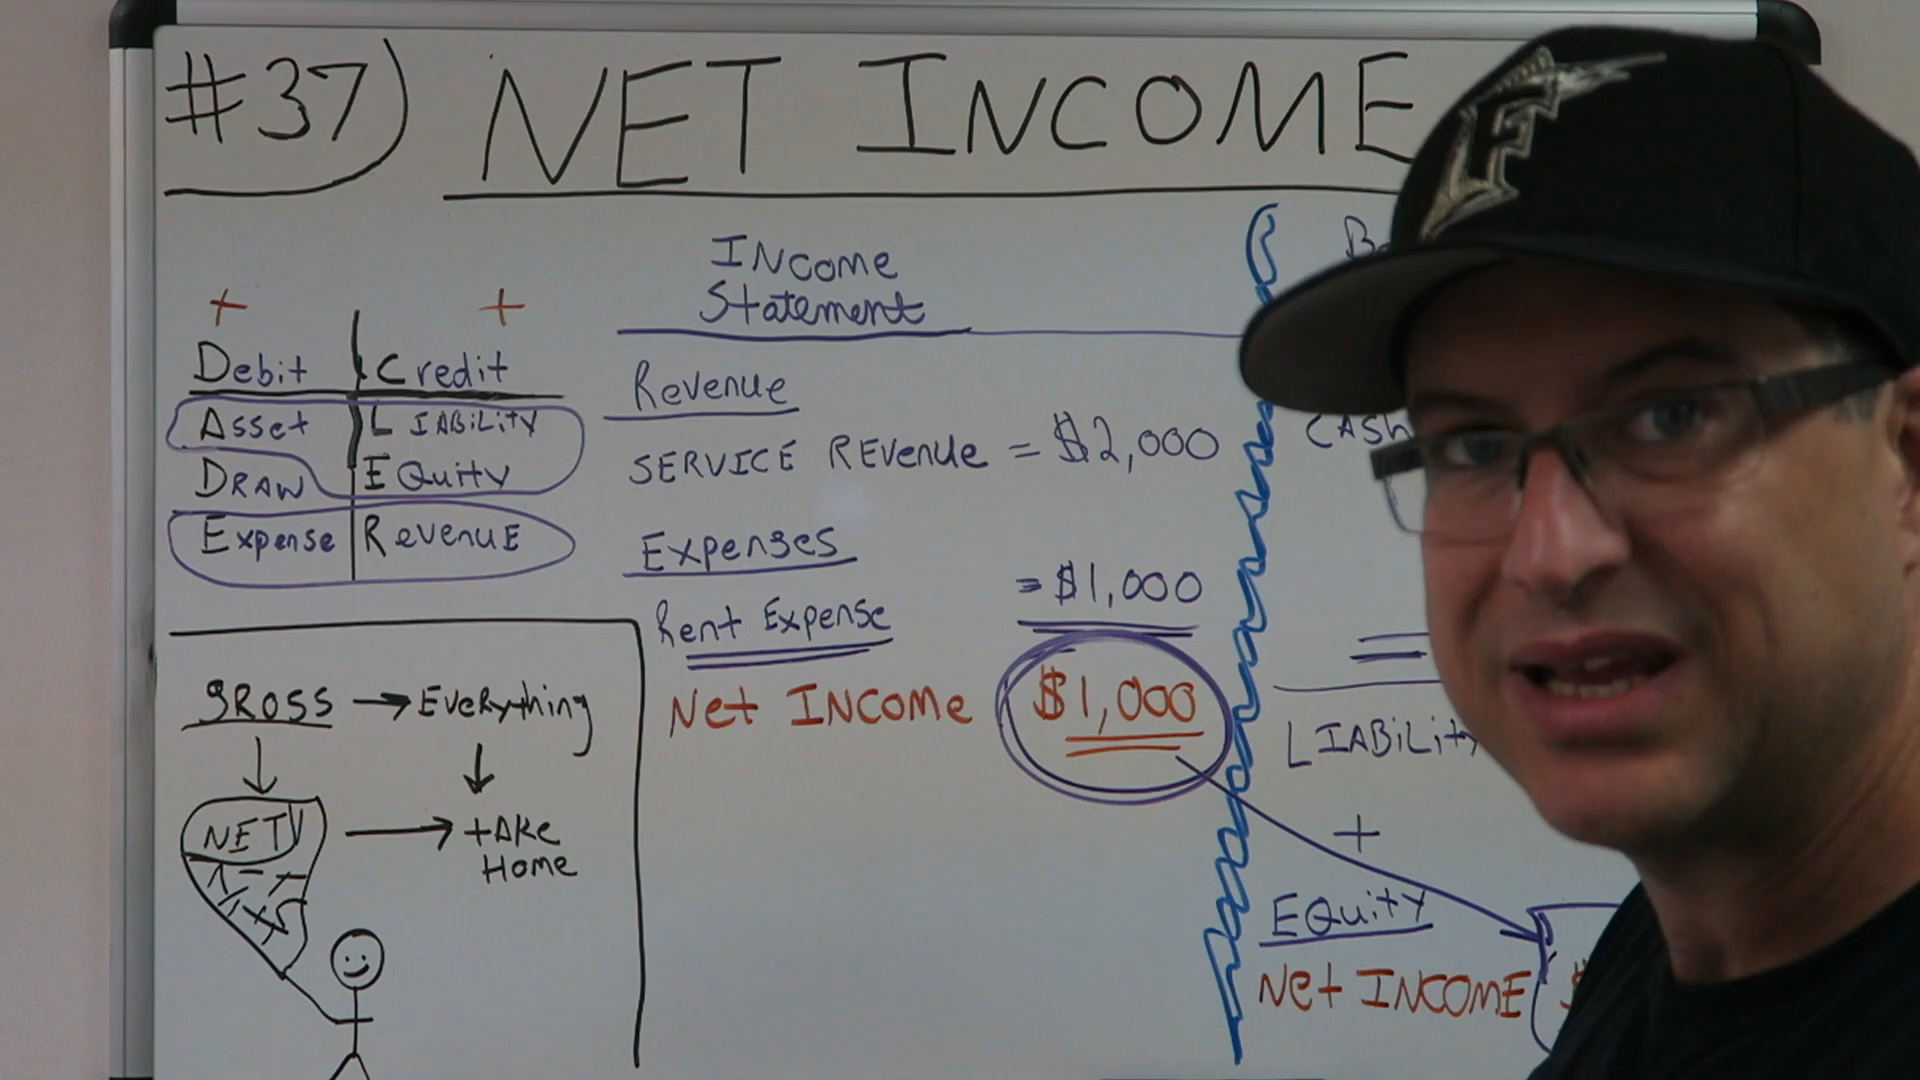 #37) NET INCOME
+ +
Debit Credit
Asset LIABiLiTY
DRAW EQuity
Expense RevenuE
GROSS → EVERything
NET → tAKe
Home
INCome
Statement
Revenue
SERVICE REVenue = $2,000
Expenses
Rent Expense = $1,000
Net INCOMe $1,000
CASH
=
LIABiLity
+
EQuity
Net INCOME $
F